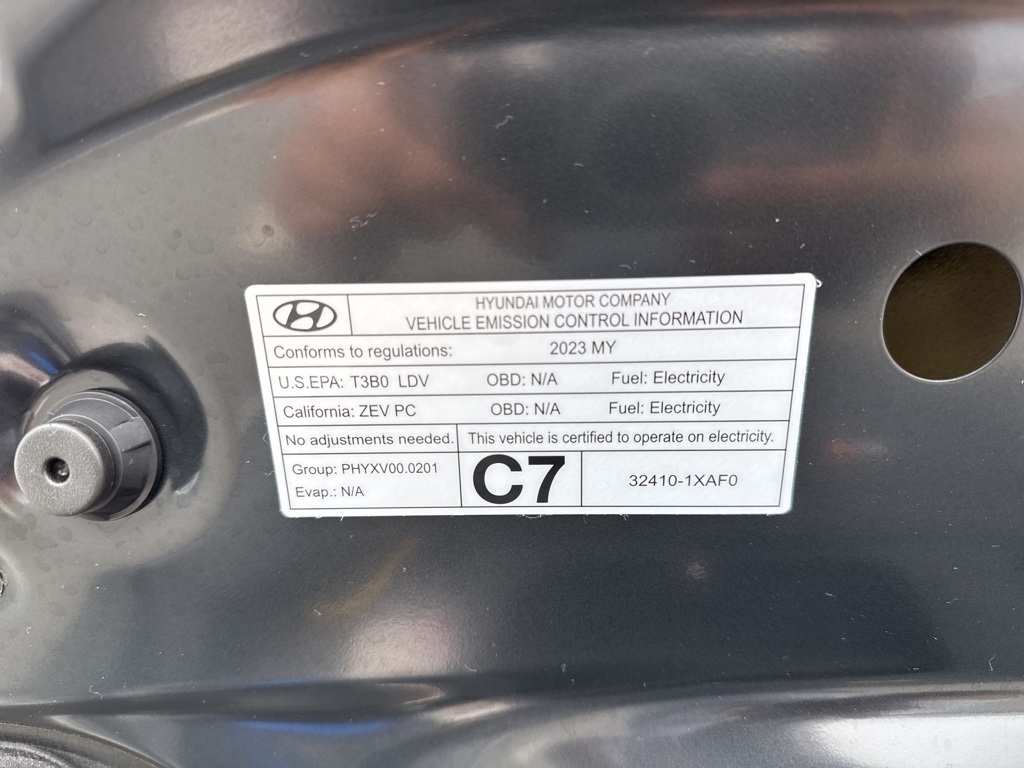 HYUNDAI MOTOR COMPANY
VEHICLE EMISSION CONTROL INFORMATION
Conforms to regulations: 2023 MY
U.S.EPA: T3B0 LDV OBD: N/A Fuel: Electricity
California: ZEV PC OBD: N/A Fuel: Electricity
No adjustments needed. This vehicle is certified to operate on electricity.
Group: PHYXV00.0201
Evap.: N/A
C7
32410-1XAF0